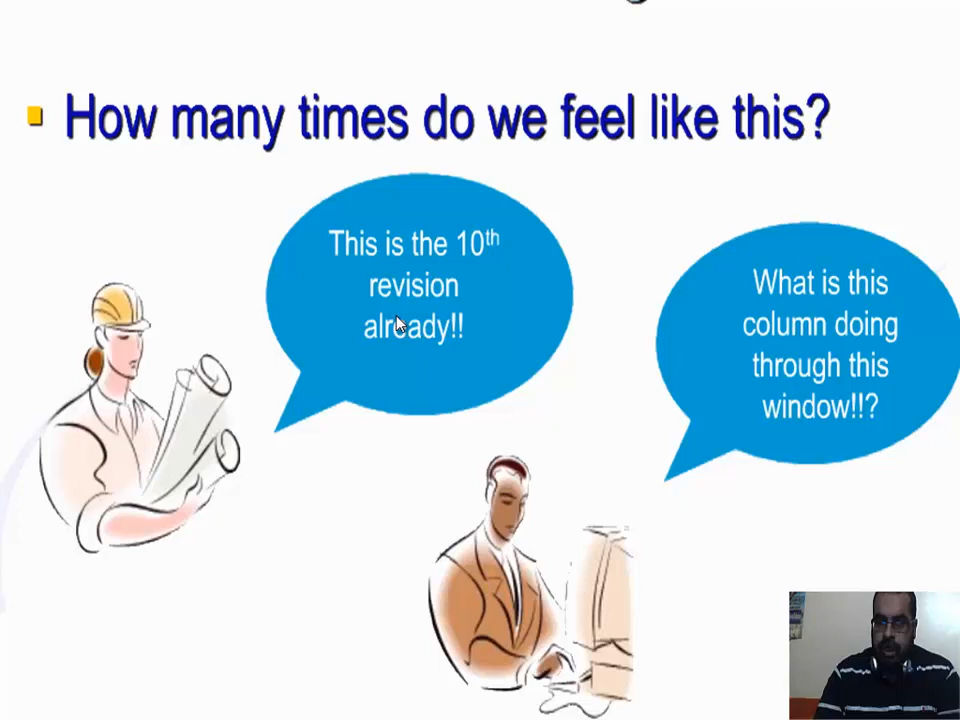 How many times do we feel like this?
This is the 10th
revision
already!!
What is this
column doing
through this
window!!?